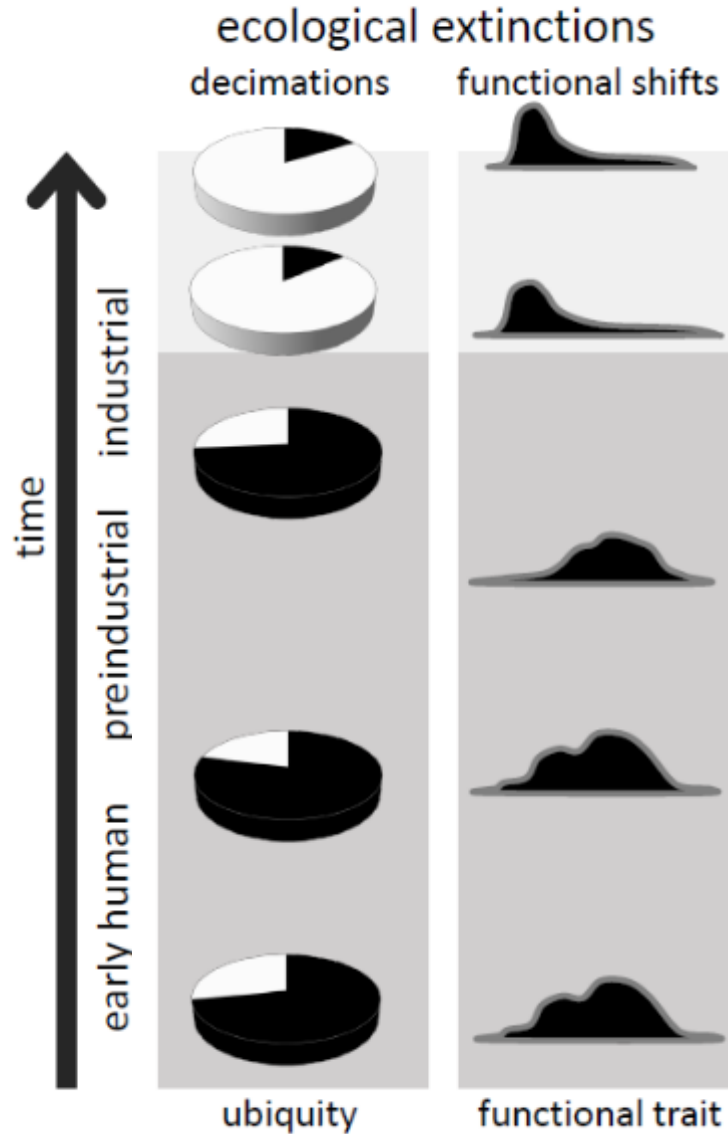 ecological extinctions
decimations
functional shifts
time
industrial
preindustrial
early human
ubiquity
functional trait